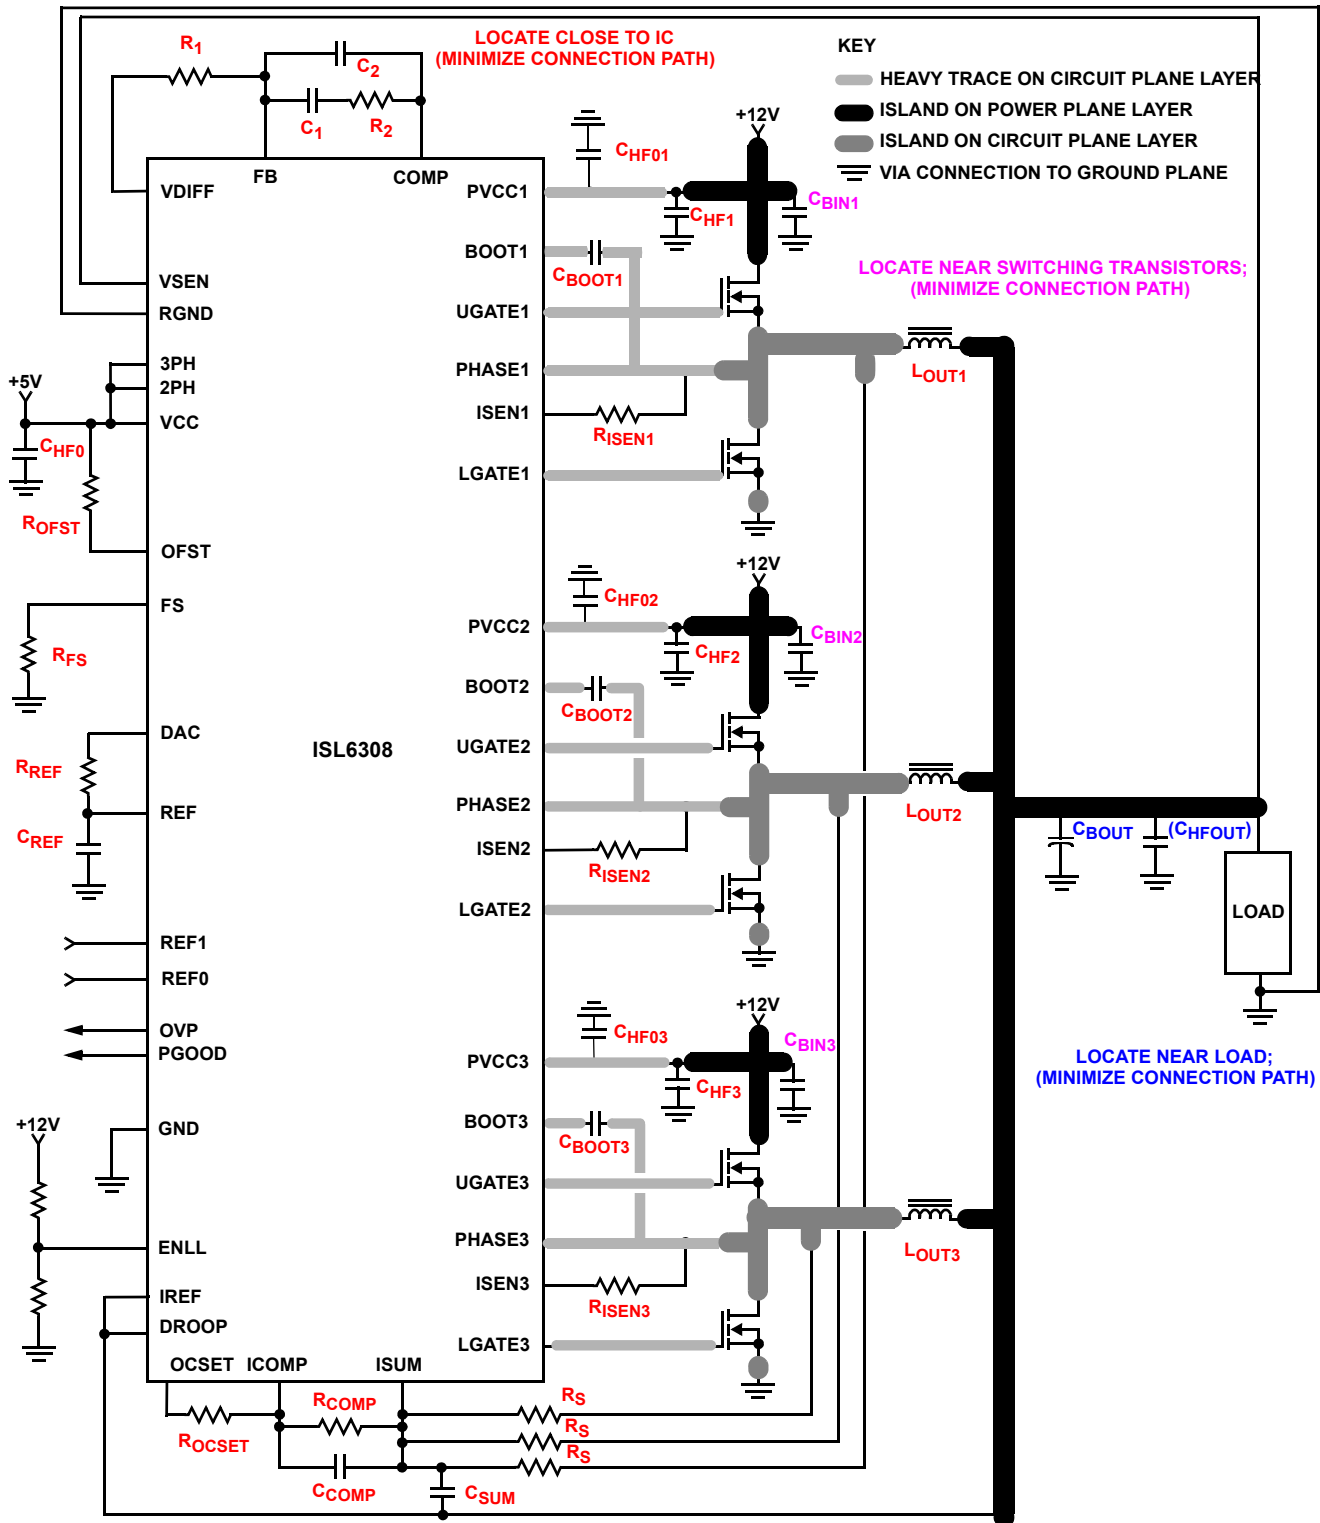 R1
C2
C1
R2
LOCATE CLOSE TO IC
(MINIMIZE CONNECTION PATH)
KEY
HEAVY TRACE ON CIRCUIT PLANE LAYER
ISLAND ON POWER PLANE LAYER
ISLAND ON CIRCUIT PLANE LAYER
VIA CONNECTION TO GROUND PLANE
FB
COMP
VDIFF
VSEN
RGND
3PH
2PH
VCC
+5V
CHF0
ROFST
OFST
FS
RFS
DAC
RREF
REF
CREF
REF1
REF0
OVP
PGOOD
GND
+12V
ENLL
IREF
DROOP
OCSET
ICOMP
ISUM
ISL6308
PVCC1
BOOT1
UGATE1
PHASE1
ISEN1
LGATE1
CHF01
CHF1
+12V
CBIN1
CBOOT1
RISEN1
LOCATE NEAR SWITCHING TRANSISTORS;
(MINIMIZE CONNECTION PATH)
LOUT1
PVCC2
BOOT2
UGATE2
PHASE2
ISEN2
LGATE2
CHF02
CHF2
+12V
CBIN2
CBOOT2
RISEN2
LOUT2
CBOUT
(CHFOUT)
LOAD
LOCATE NEAR LOAD;
(MINIMIZE CONNECTION PATH)
PVCC3
BOOT3
UGATE3
PHASE3
ISEN3
LGATE3
CHF03
CHF3
+12V
CBIN3
CBOOT3
RISEN3
LOUT3
ROCSET
RCOMP
CCOMP
RS
RS
RS
CSUM